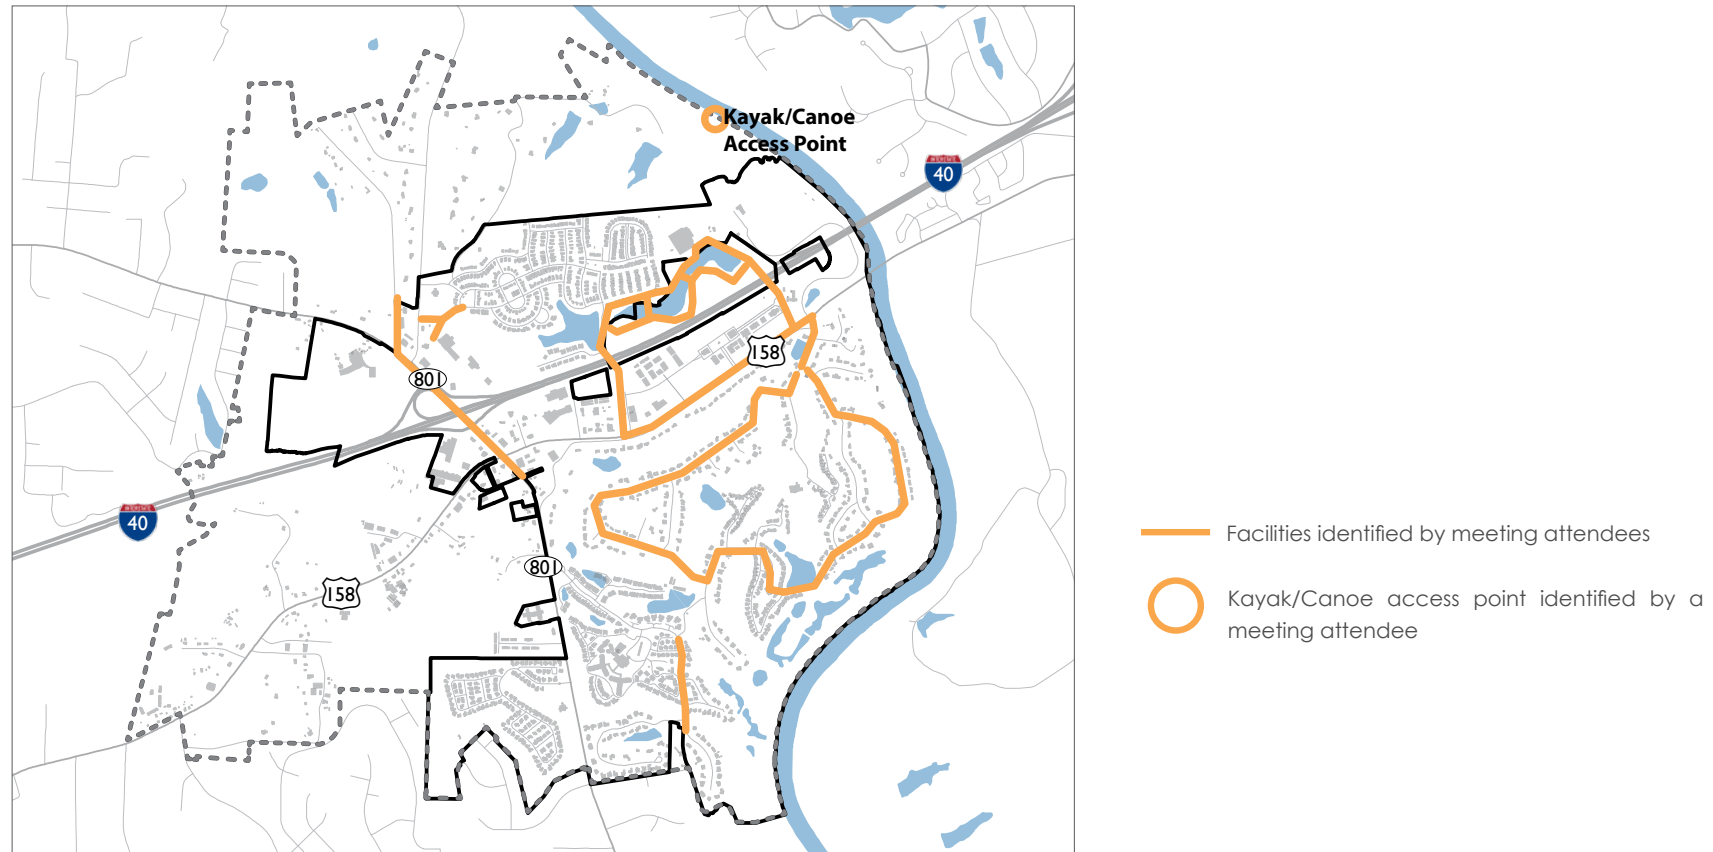 Kayak/Canoe
Access Point
40
158
801
40
801
158
Facilities identified by meeting attendees
Kayak/Canoe access point identified by a
meeting attendee